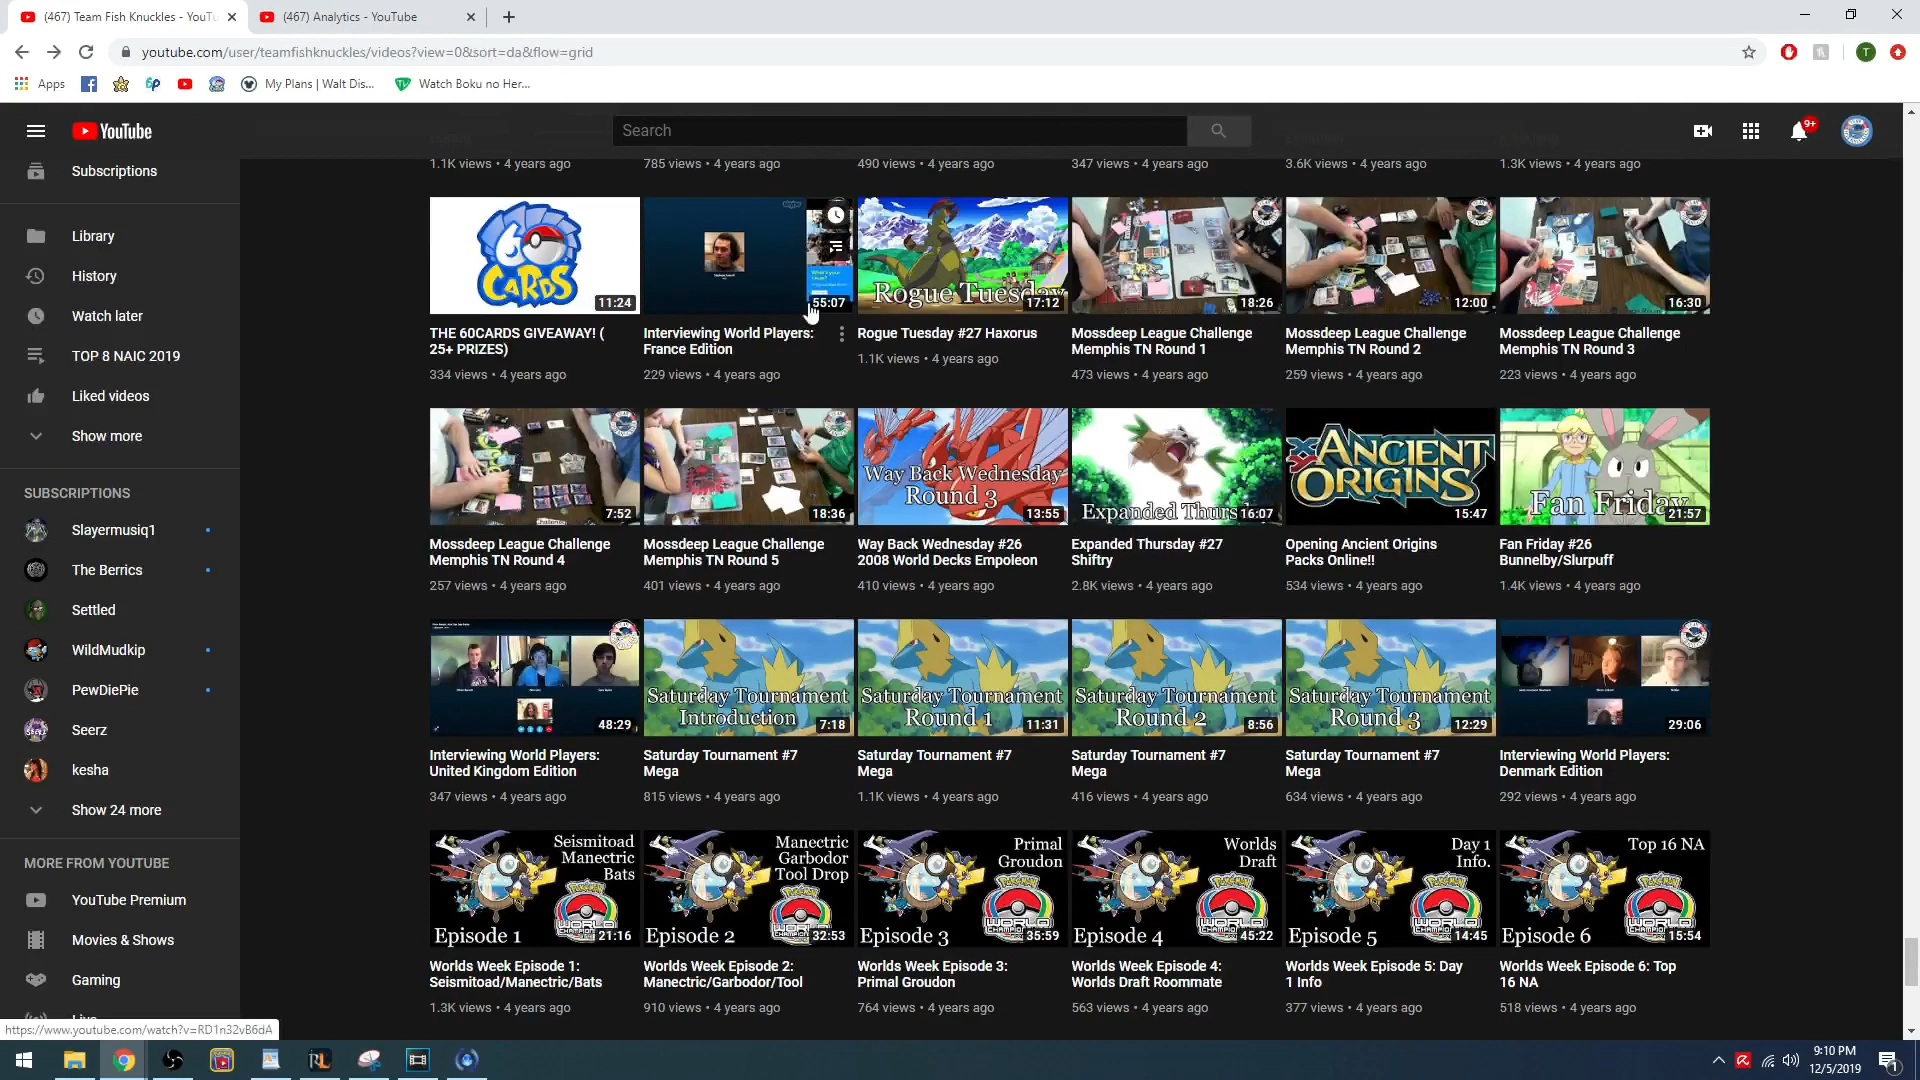 (467) Team Fish Knuckles - YouTu
(467) Analytics - YouTube
youtube.com/user/teamfishknuckles/videos?view=0&sort=da&flow=grid
T
Apps
My Plans | Walt Dis...
Watch Boku no Her...
YouTube
Search
9+
1.1K views • 4 years ago
785 views • 4 years ago
490 views • 4 years ago
347 views • 4 years ago
3.6K views • 4 years ago
1.3K views • 4 years ago
Subscriptions
Library
History
Watch later
TOP 8 NAIC 2019
Liked videos
Show more
SUBSCRIPTIONS
Slayermusiq1
The Berrics
Settled
WildMudkip
PewDiePie
Seerz
kesha
Show 24 more
MORE FROM YOUTUBE
YouTube Premium
Movies & Shows
Gaming
Live
60
CARDS
11:24
THE 60CARDS GIVEAWAY! (
25+ PRIZES)
334 views • 4 years ago
55:07
Interviewing World Players:
France Edition
229 views • 4 years ago
Rogue Tuesday
17:12
Rogue Tuesday #27 Haxorus
1.1K views • 4 years ago
18:26
Mossdeep League Challenge
Memphis TN Round 1
473 views • 4 years ago
12:00
Mossdeep League Challenge
Memphis TN Round 2
259 views • 4 years ago
16:30
Mossdeep League Challenge
Memphis TN Round 3
223 views • 4 years ago
7:52
Mossdeep League Challenge
Memphis TN Round 4
257 views • 4 years ago
18:36
Mossdeep League Challenge
Memphis TN Round 5
401 views • 4 years ago
Way Back Wednesday
Round 3
13:55
Way Back Wednesday #26
2008 World Decks Empoleon
410 views • 4 years ago
Expanded Thurs
16:07
Expanded Thursday #27
Shiftry
2.8K views • 4 years ago
XY
ANCIENT
ORIGINS
15:47
Opening Ancient Origins
Packs Online!!
534 views • 4 years ago
Fan Friday
21:57
Fan Friday #26
Bunnelby/Slurpuff
1.4K views • 4 years ago
48:29
Interviewing World Players:
United Kingdom Edition
347 views • 4 years ago
Saturday Tournament
Introduction
7:18
Saturday Tournament #7
Mega
815 views • 4 years ago
Saturday Tournament
Round 1
11:31
Saturday Tournament #7
Mega
1.1K views • 4 years ago
Saturday Tournament
Round 2
8:56
Saturday Tournament #7
Mega
416 views • 4 years ago
Saturday Tournament
Round 3
12:29
Saturday Tournament #7
Mega
634 views • 4 years ago
29:06
Interviewing World Players:
Denmark Edition
292 views • 4 years ago
Seismitoad
Manectric
Bats
Episode 1
21:16
Worlds Week Episode 1:
Seismitoad/Manectric/Bats
1.3K views • 4 years ago
Manectric
Garbodor
Tool Drop
Episode 2
32:53
Worlds Week Episode 2:
Manectric/Garbodor/Tool
910 views • 4 years ago
Primal
Groudon
Episode 3
35:59
Worlds Week Episode 3:
Primal Groudon
764 views • 4 years ago
Worlds
Draft
Episode 4
45:22
Worlds Week Episode 4:
Worlds Draft Roommate
563 views • 4 years ago
Day 1
Info.
Episode 5
14:45
Worlds Week Episode 5: Day
1 Info
377 views • 4 years ago
Top 16 NA
Episode 6
15:54
Worlds Week Episode 6: Top
16 NA
518 views • 4 years ago
https://www.youtube.com/watch?v=RD1n32vB6dA
9:10 PM
12/5/2019
1